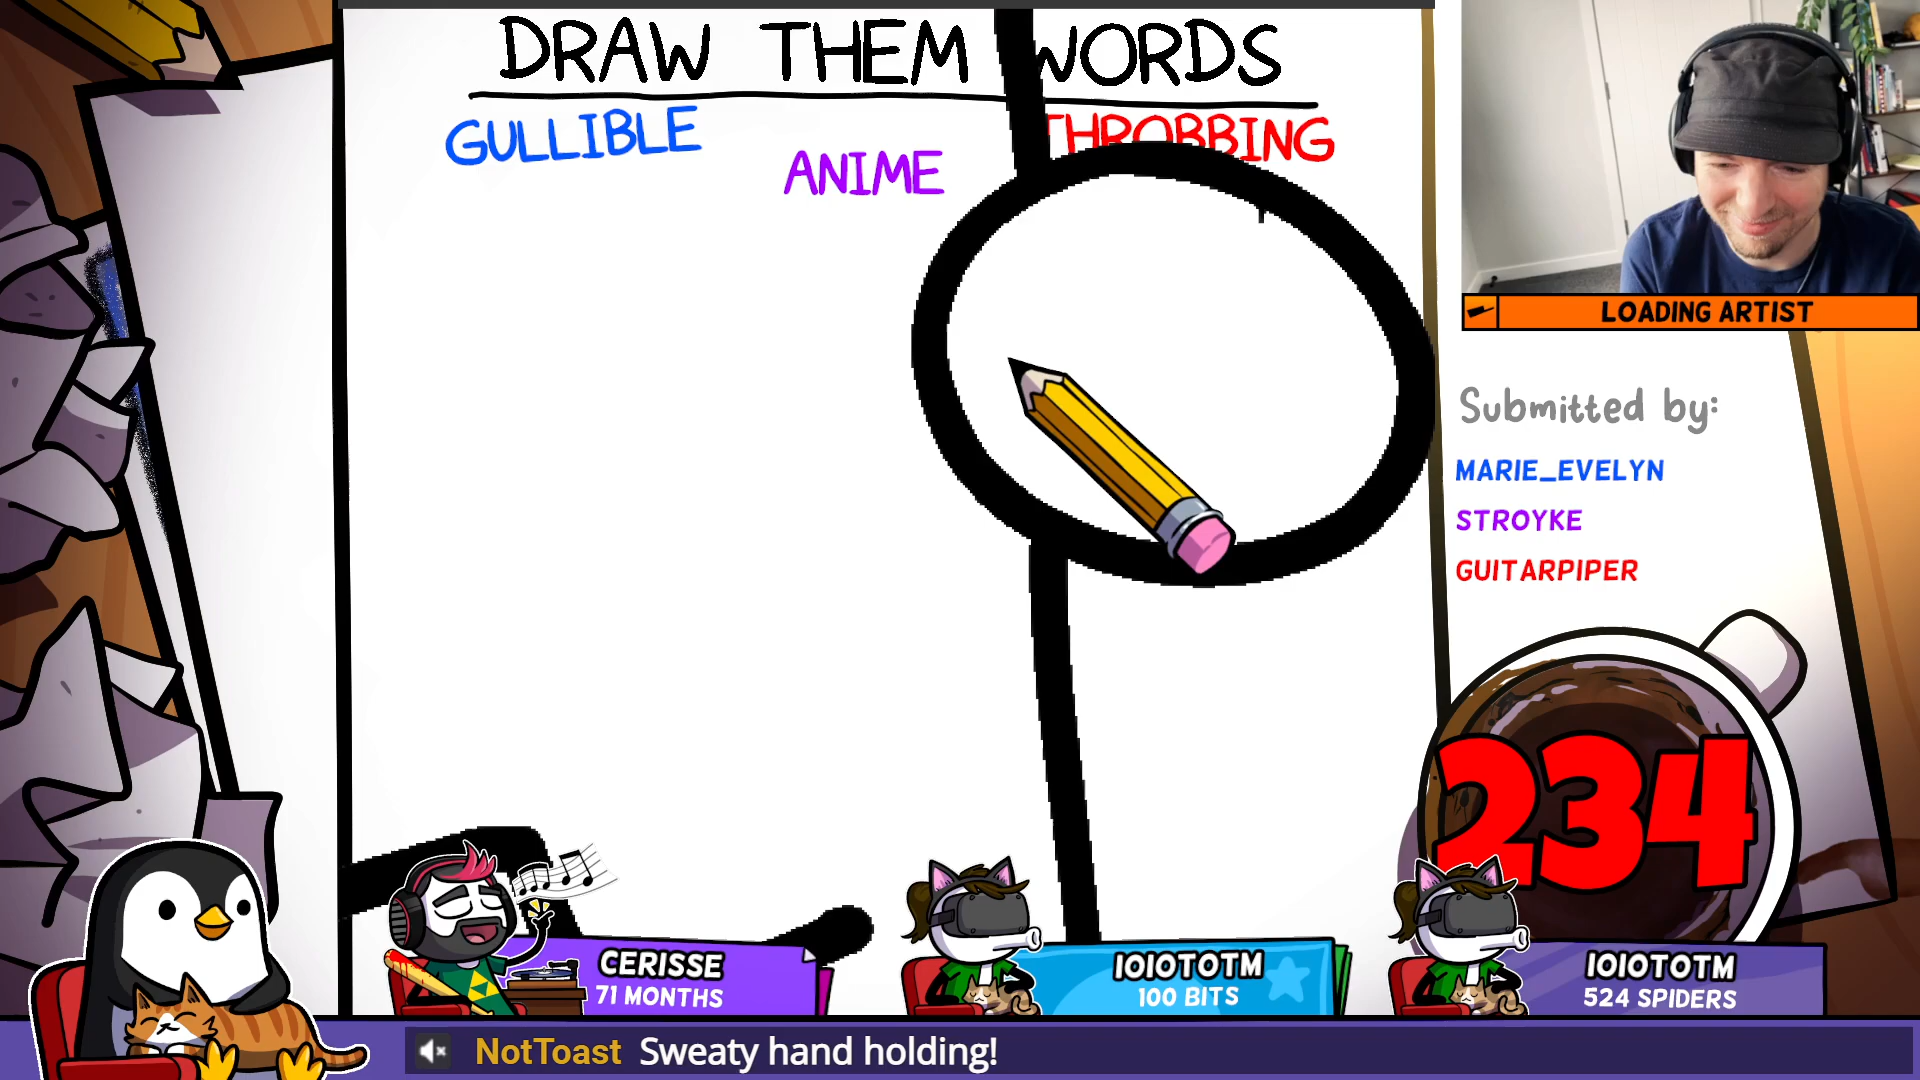 DRAW THEM WORDS
GULLIBLE
ANIME
THROBBING
LOADING ARTIST
Submitted by:
MARIE_EVELYN
STROYKE
GUITARPIPER
234
CERISSE
71 MONTHS
IOIOTOTM
100 BITS
IOIOTOTM
524 SPIDERS
NotToast Sweaty hand holding!